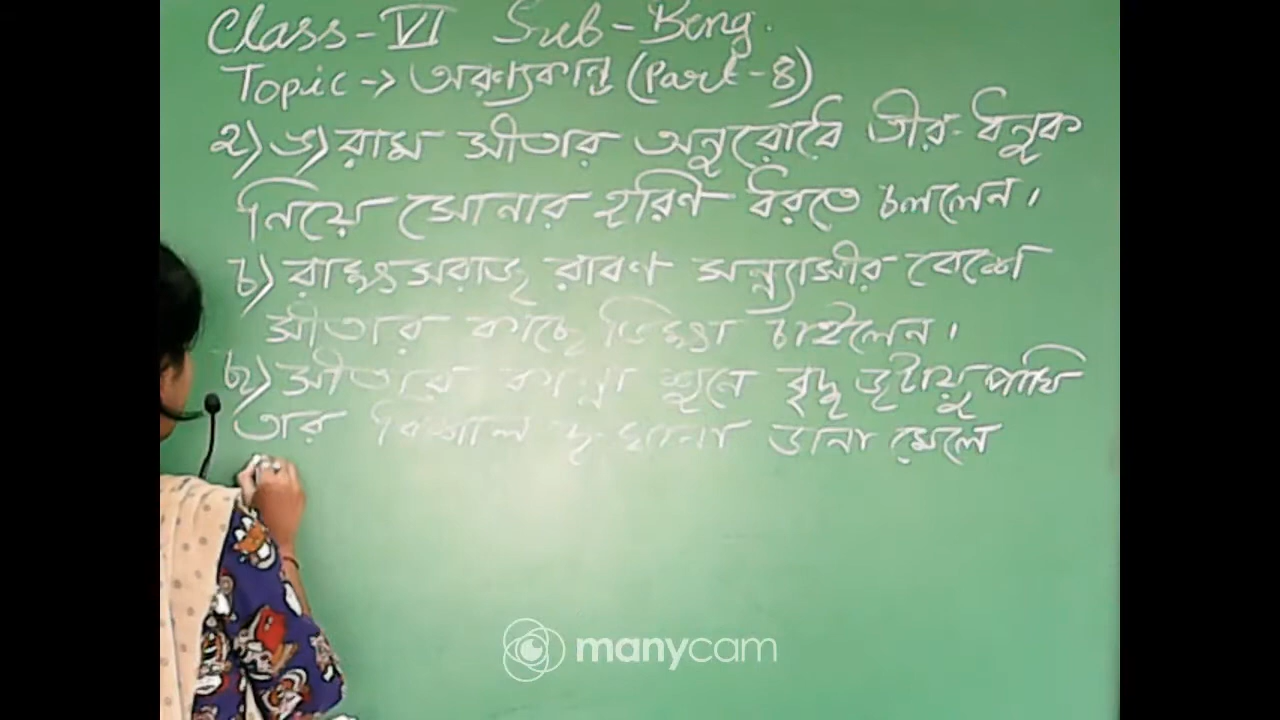 Class-VI Sub-Beng.
Topic → অরণ্যকাণ্ড (Part-8)
২) ঙ) রাম সীতার অনুরোধে তীর-ধনুক
নিয়ে সোনার হরিণ ধরতে চললেন।
চ) রাক্ষসরাজ রাবণ সন্ন্যাসীর বেশে
সীতার কাছে ভিক্ষা চাইলেন।
ছ) সীতার কান্না শুনে বৃদ্ধ জটায়ু পাখি
তার বিশাল দু খানা ডানা মেলে
manycam